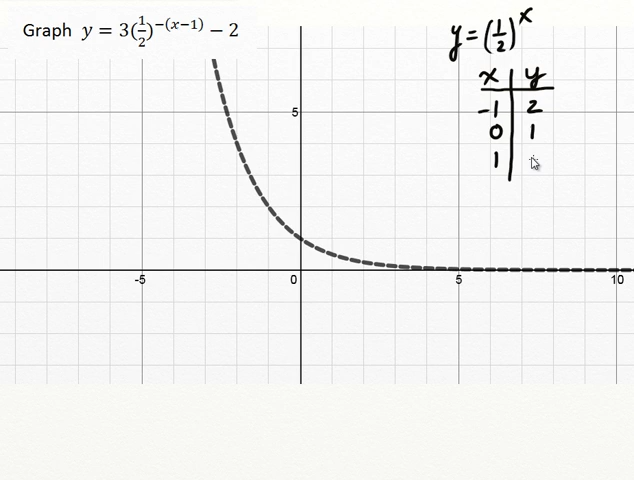 Graph y = 3(1/2)^-(x-1) - 2
y = (1/2)^x
x y
-1 2
0 1
1
5
-5 0 5 10